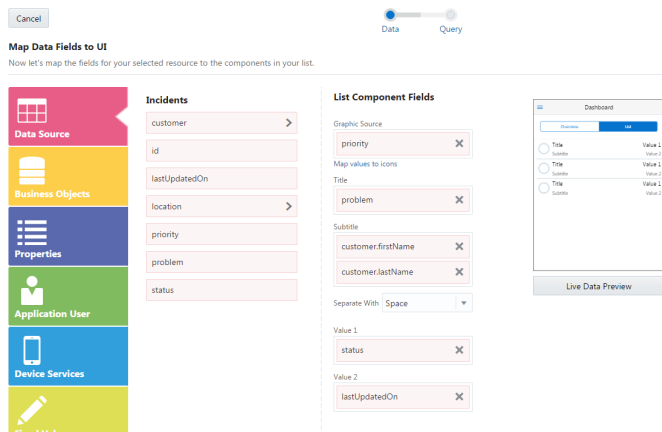 Cancel
Data
Query
Map Data Fields to UI
Now let's map the fields for your selected resource to the components in your list.
Data Source
Business Objects
Properties
Application User
Device Services
Incidents
customer
id
lastUpdatedOn
location
priority
problem
status
List Component Fields
Graphic Source
priority
Map values to icons
Title
problem
Subtitle
customer.firstName
customer.lastName
Separate With
Space
Value 1
status
Value 2
lastUpdatedOn
Dashboard
Overview
List
Title
Value 1
Subtitle
Value 2
Title
Value 1
Subtitle
Value 2
Title
Value 1
Subtitle
Value 2
Live Data Preview